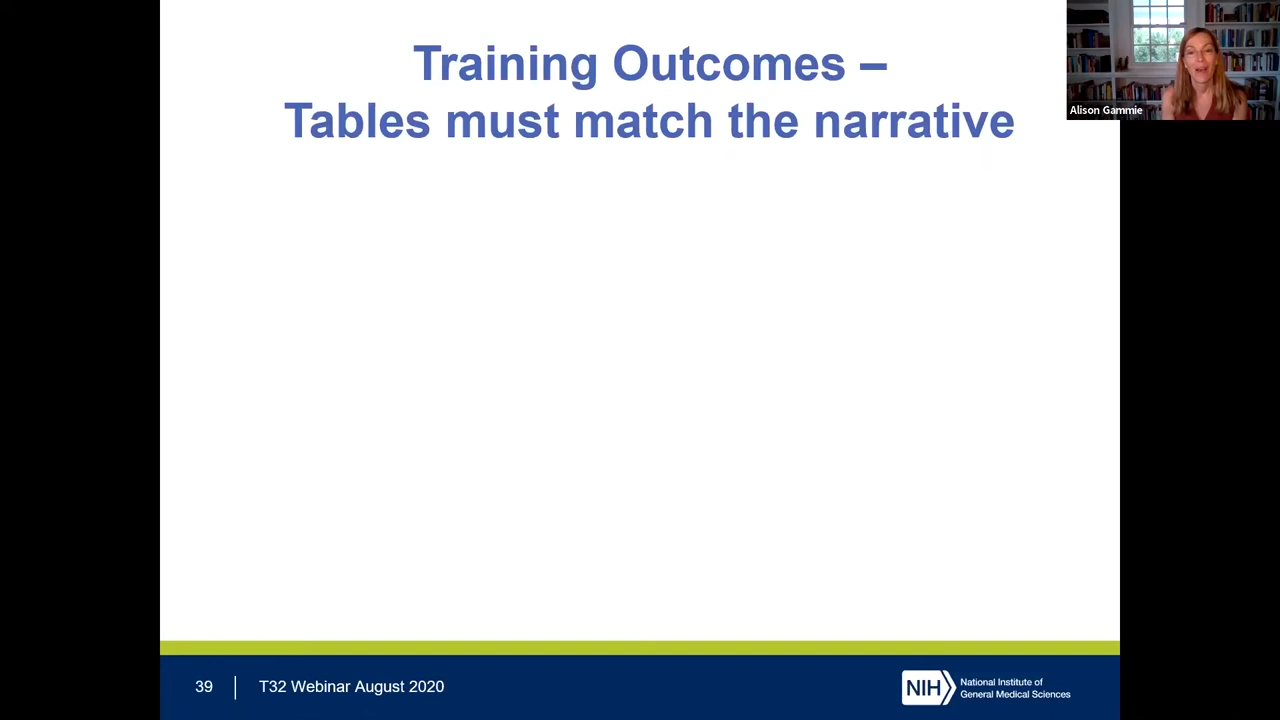 Training Outcomes –
Tables must match the narrative
Alison Gammie
39
T32 Webinar August 2020
NIH
National Institute of
General Medical Sciences